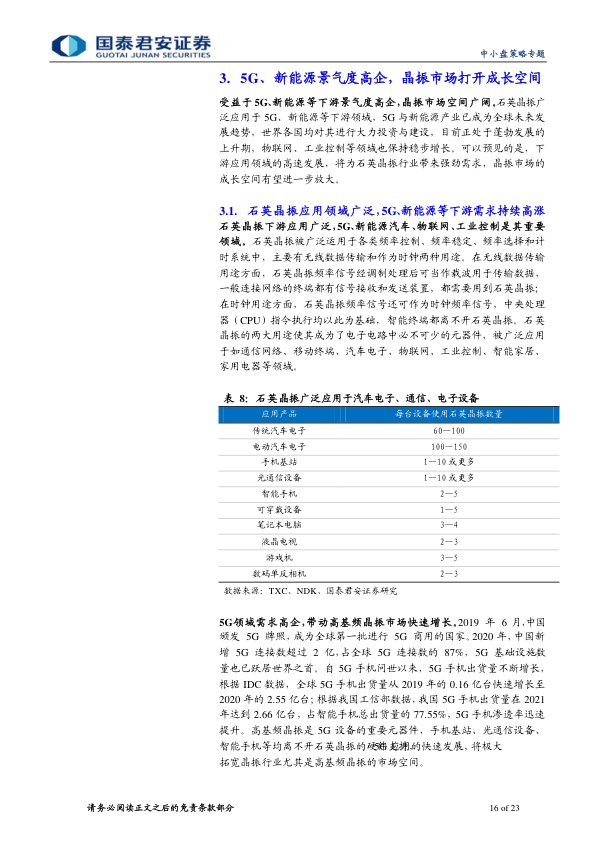 国泰君安证券
GUOTAI JUNAN SECURITIES
中小盘策略专题
3. 5G、新能源景气度高企，晶振市场打开成长空间
受益于 5G、新能源等下游景气度高企，晶振市场空间广阔。石英晶振广
泛应用于 5G、新能源等下游领域，5G 与新能源产业已成为全球未来发
展趋势，世界各国均对其进行大力投资与建设，目前正处于蓬勃发展的
上升期，物联网、工业控制等领域也保持稳步增长。可以预见的是，下
游应用领域的高速发展，将为石英晶振行业带来强劲需求，晶振市场的
成长空间有望进一步放大。
3.1. 石英晶振应用领域广泛，5G、新能源等下游需求持续高涨
石英晶振下游应用广泛，5G、新能源汽车、物联网、工业控制是其重要
领域。石英晶振被广泛运用于各类频率控制、频率稳定、频率选择和计
时系统中，主要有无线数据传输和作为时钟两种用途。在无线数据传输
用途方面，石英晶振频率信号经调制处理后可当作载波用于传输数据，
一般连接网络的终端都有信号接收和发送装置，都需要用到石英晶振；
在时钟用途方面，石英晶振频率信号还可作为时钟频率信号，中央处理
器（CPU）指令执行均以此为基础，智能终端都离不开石英晶振。石英
晶振的两大用途使其成为了电子电路中必不可少的元器件，被广泛应用
于如通信网络、移动终端、汽车电子、物联网、工业控制、智能家居、
家用电器等领域。
表 8：石英晶振广泛应用于汽车电子、通信、电子设备
应用产品 每台设备使用石英晶振数量
传统汽车电子 60—100
电动汽车电子 100—150
手机基站 1—10 或更多
光通信设备 1—10 或更多
智能手机 2—5
可穿戴设备 1—5
笔记本电脑 3—4
液晶电视 2—3
游戏机 3—5
数码单反相机 2—3
数据来源：TXC、NDK、国泰君安证券研究
5G领域需求高企，带动高基频晶振市场快速增长。2019 年 6 月，中国
颁发 5G 牌照，成为全球第一批进行 5G 商用的国家。2020 年，中国新
增 5G 连接数超过 2 亿，占全球 5G 连接数的 87%，5G 基础设施数
量也已跃居世界之首。自 5G 手机问世以来，5G 手机出货量不断增长，
根据 IDC 数据，全球 5G 手机出货量从 2019 年的 0.16 亿台快速增长至
2020 年的 2.55 亿台；根据我国工信部数据，我国 5G 手机出货量在 2021
年达到 2.66 亿台，占智能手机总出货量的 77.55%，5G 手机渗透率迅速
提升。高基频晶振是 5G 设备的重要元器件，手机基站、光通信设备、
智能手机等均离不开石英晶振的 的快速发展，将极大
拓宽晶振行业尤其是高基频晶振的市场空间。
请务必阅读正文之后的免责条款部分
16 of 23